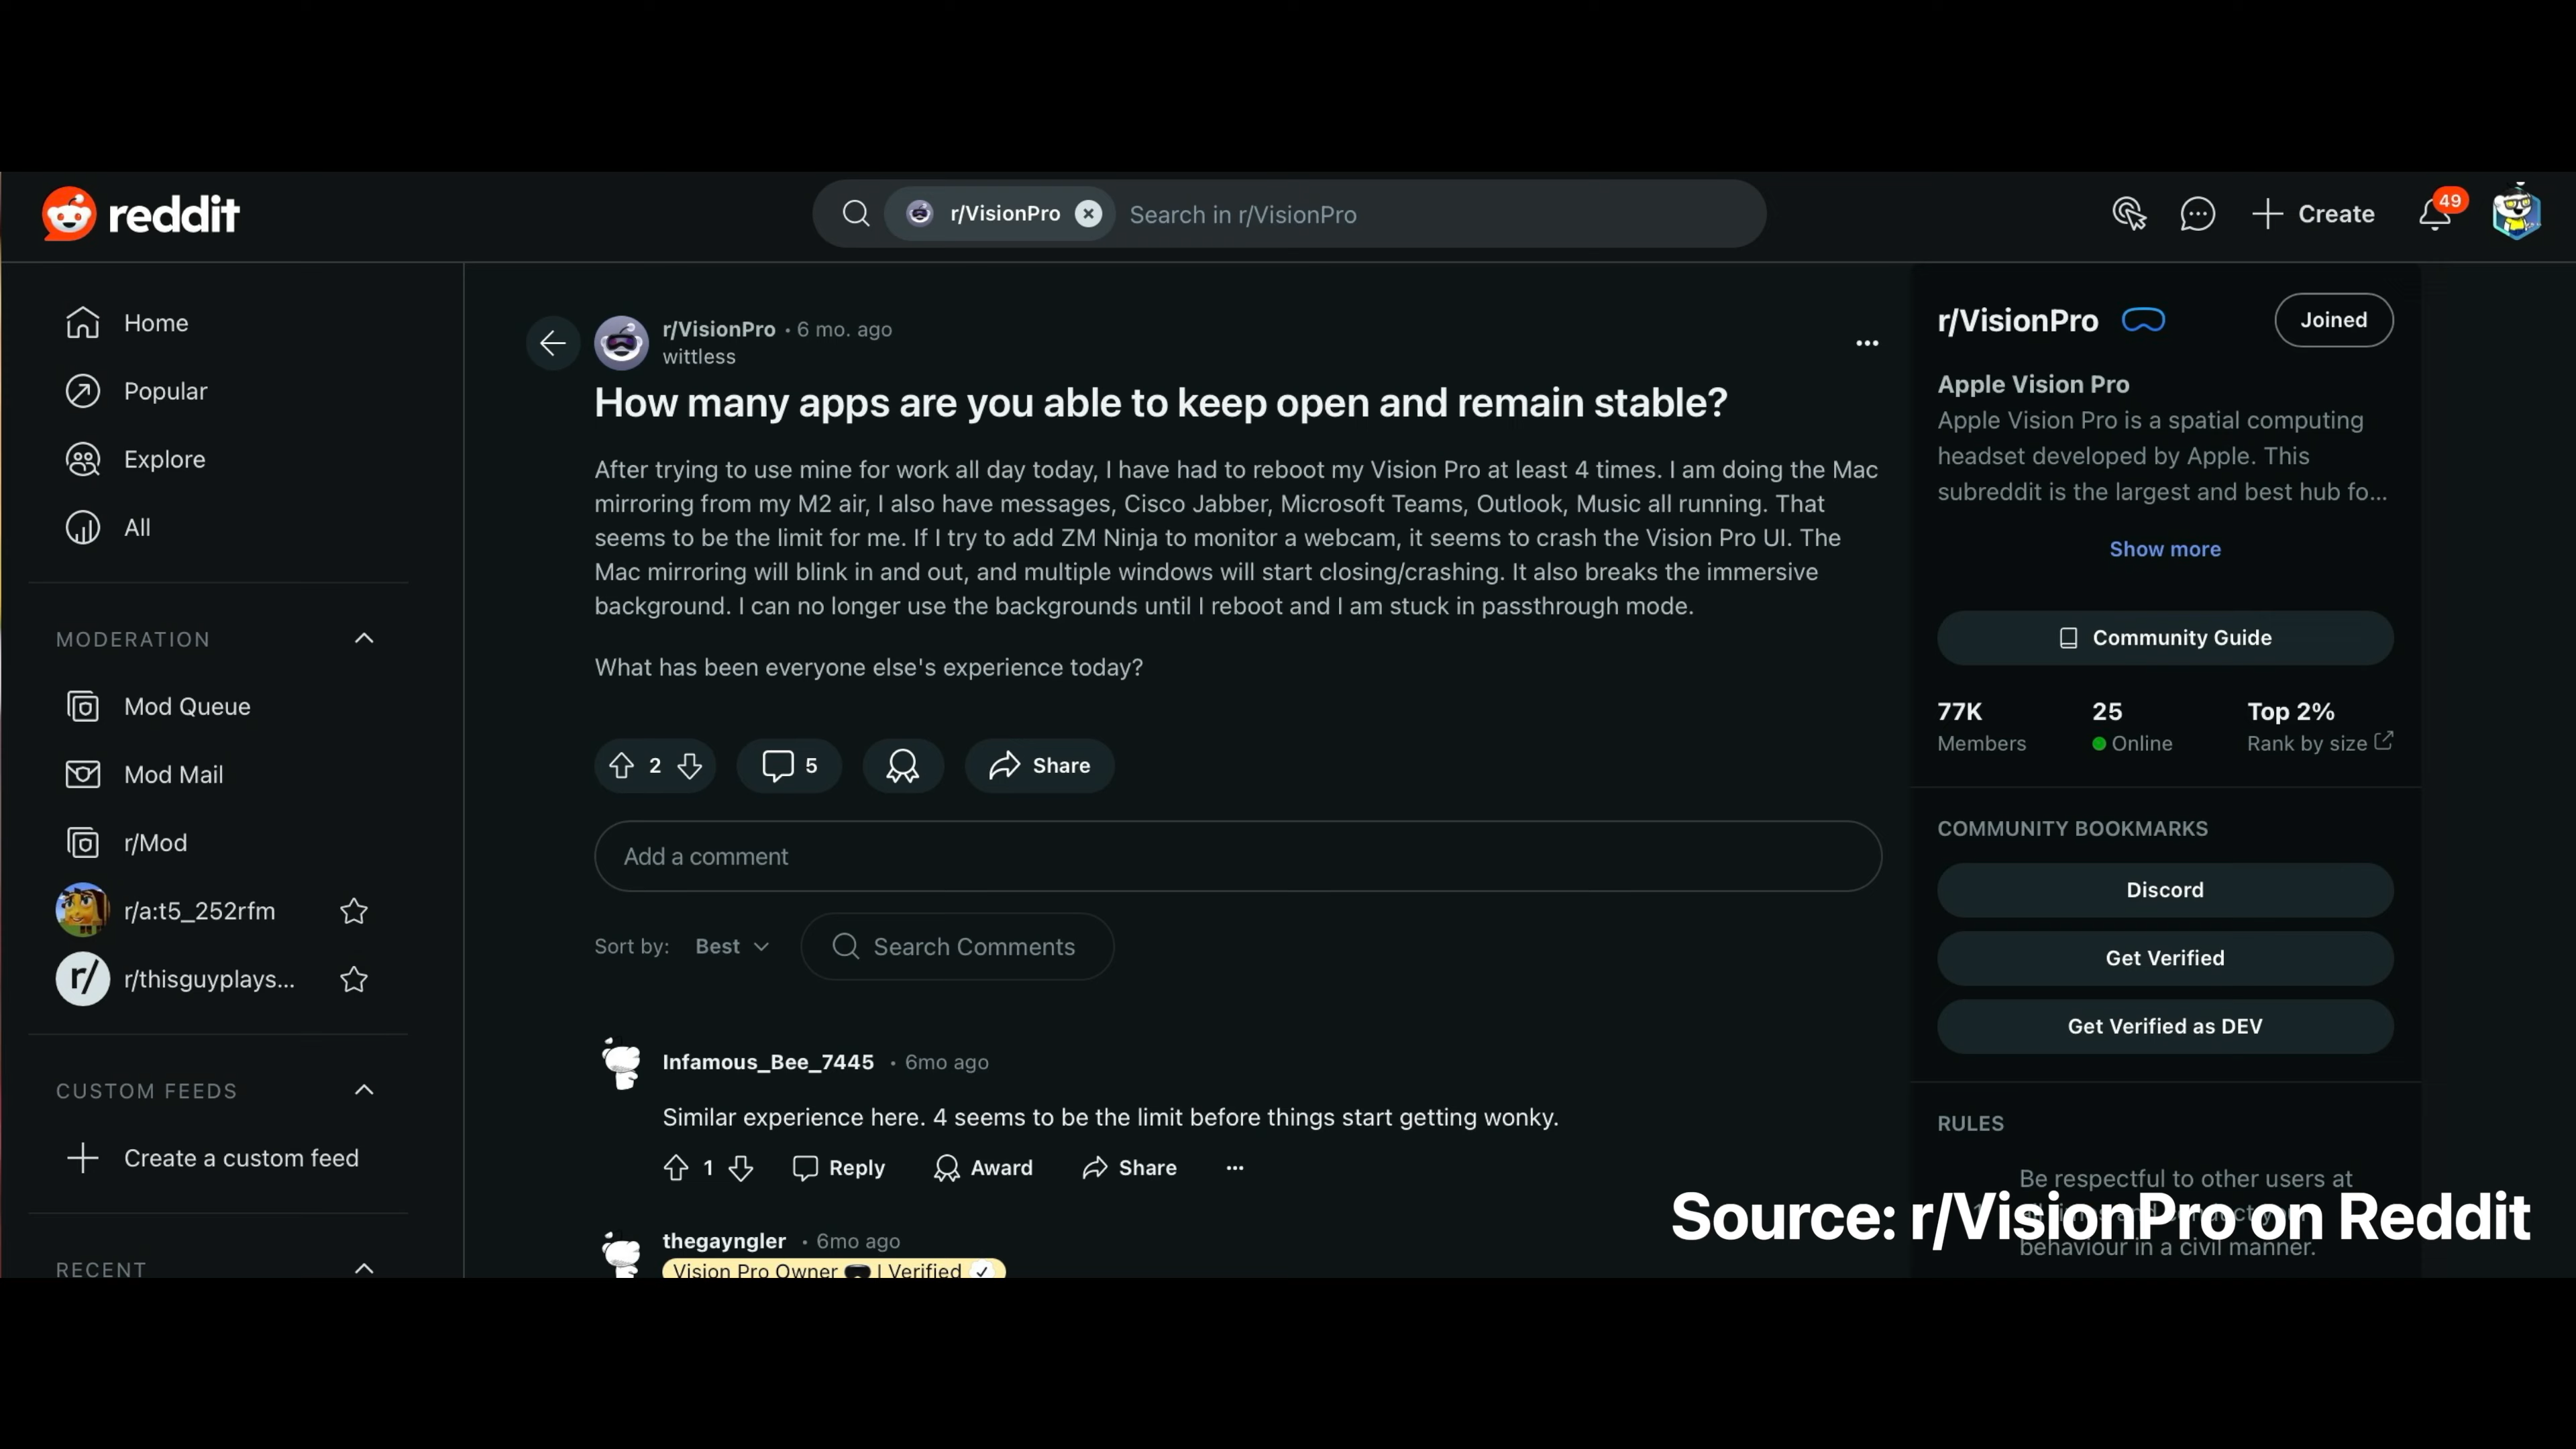 reddit
r/VisionPro
Search in r/VisionPro
Create
49
Home
Popular
Explore
All
MODERATION
Mod Queue
Mod Mail
r/Mod
r/a:t5_252rfm
r/thisguyplays...
CUSTOM FEEDS
Create a custom feed
RECENT
r/VisionPro • 6 mo. ago
wittless
How many apps are you able to keep open and remain stable?
After trying to use mine for work all day today, I have had to reboot my Vision Pro at least 4 times. I am doing the Mac
mirroring from my M2 air, I also have messages, Cisco Jabber, Microsoft Teams, Outlook, Music all running. That
seems to be the limit for me. If I try to add ZM Ninja to monitor a webcam, it seems to crash the Vision Pro UI. The
Mac mirroring will blink in and out, and multiple windows will start closing/crashing. It also breaks the immersive
background. I can no longer use the backgrounds until I reboot and I am stuck in passthrough mode.
What has been everyone else's experience today?
2
5
Share
Add a comment
Sort by: Best
Search Comments
Infamous_Bee_7445 • 6mo ago
Similar experience here. 4 seems to be the limit before things start getting wonky.
1 Reply Award Share
thegayngler • 6mo ago
Vision Pro Owner | Verified
r/VisionPro
Joined
Apple Vision Pro
Apple Vision Pro is a spatial computing
headset developed by Apple. This
subreddit is the largest and best hub fo...
Show more
Community Guide
77K 25 Top 2%
Members Online Rank by size
COMMUNITY BOOKMARKS
Discord
Get Verified
Get Verified as DEV
RULES
Be respectful to other users at
behaviour in a civil manner.
Source: r/VisionPro on Reddit